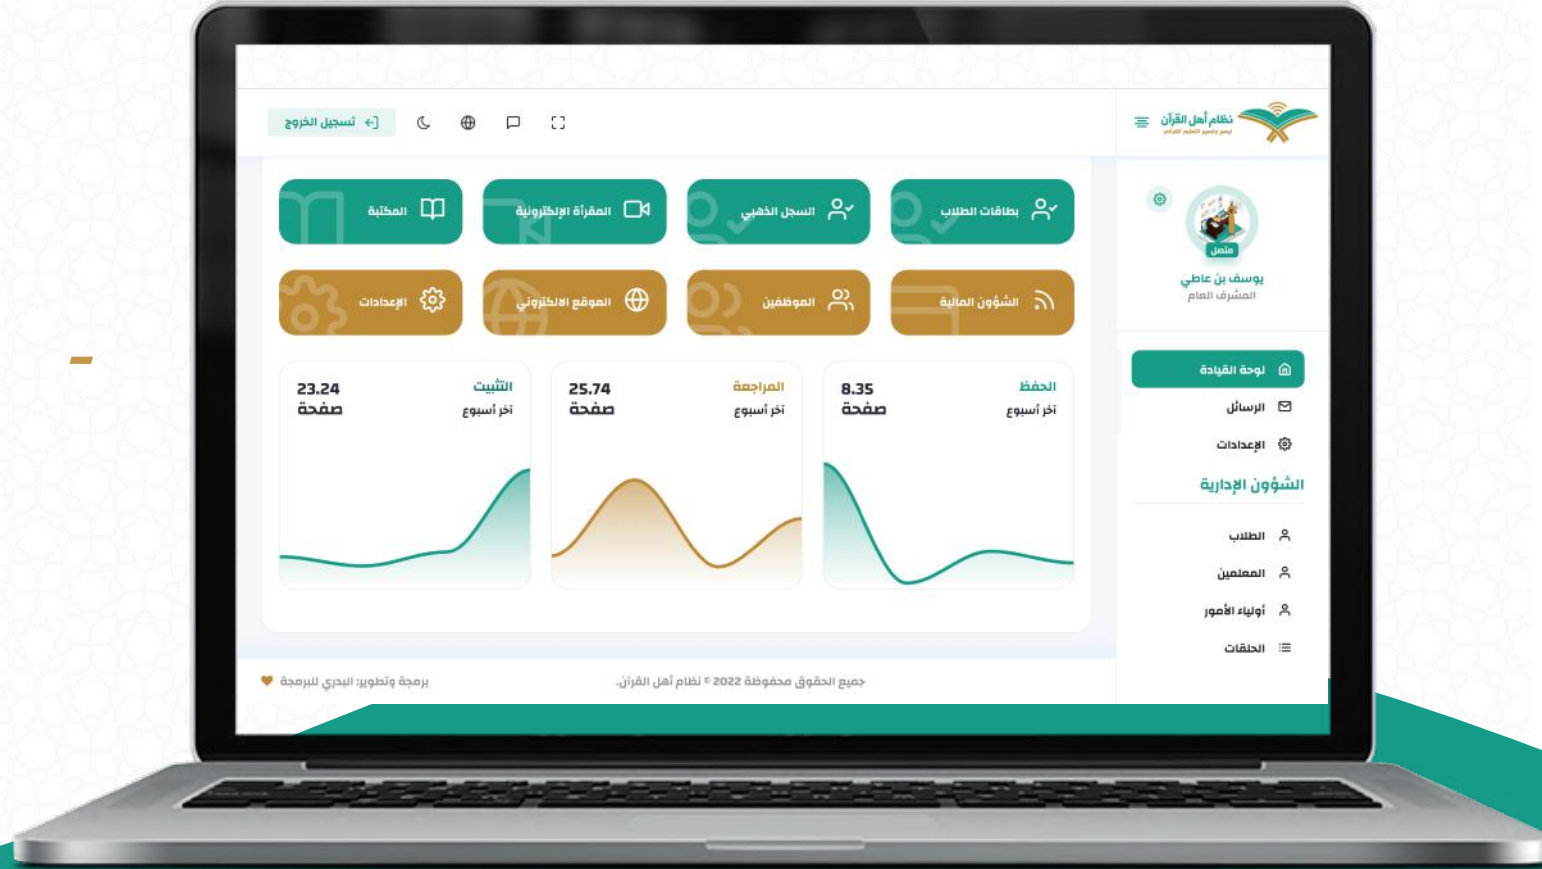 نظام أهل القرآن
تسجيل الخروج
متصل
يوسف بن عاطي
المشرف العام
لوحة القيادة
الرسائل
الإعدادات
الشؤون الإدارية
الطلاب
المعلمين
أولياء الأمور
الحلقات
بطاقات الطلاب
السجل الذهبي
المقرأة الإلكترونية
المكتبة
الشؤون المالية
الموظفين
الموقع الالكتروني
الإعدادات
الحفظ
آخر أسبوع
8.35
صفحة
المراجعة
آخر أسبوع
25.74
صفحة
التثبيت
آخر أسبوع
23.24
صفحة
جميع الحقوق محفوظة 2022 © نظام أهل القرآن.
برمجة وتطوير: البدري للبرمجة